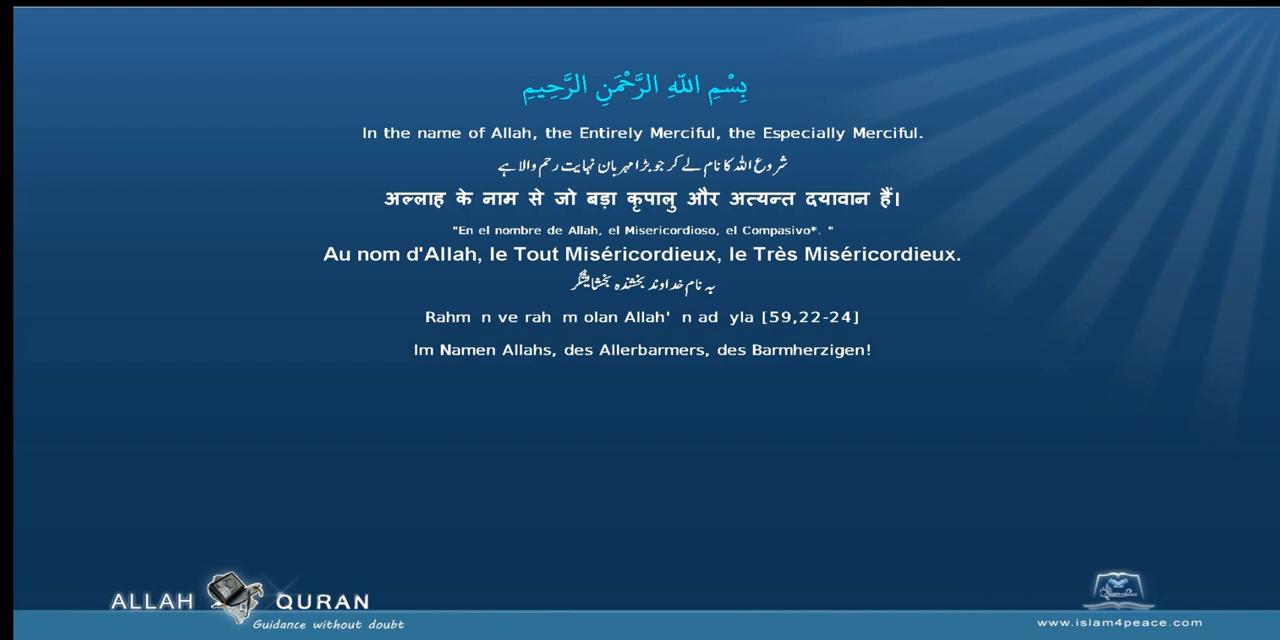 بِسْمِ اللّٰهِ الرَّحْمَنِ الرَّحِيمِ
In the name of Allah, the Entirely Merciful, the Especially Merciful.
شروع الله کا نام لے کر جو بڑا مہربان نہایت رحم والا ہے
अल्लाह के नाम से जो बड़ा कृपालु और अत्यन्त दयावान हैं।
"En el nombre de Allah, el Misericordioso, el Compasivo*. "
Au nom d'Allah, le Tout Miséricordieux, le Très Miséricordieux.
به نام خداوند بخشنده بخشایشگر
Rahm n ve rah m olan Allah' n ad yla [59,22-24]
Im Namen Allahs, des Allerbarmers, des Barmherzigen!
ALLAH QURAN
Guidance without doubt
www.islam4peace.com